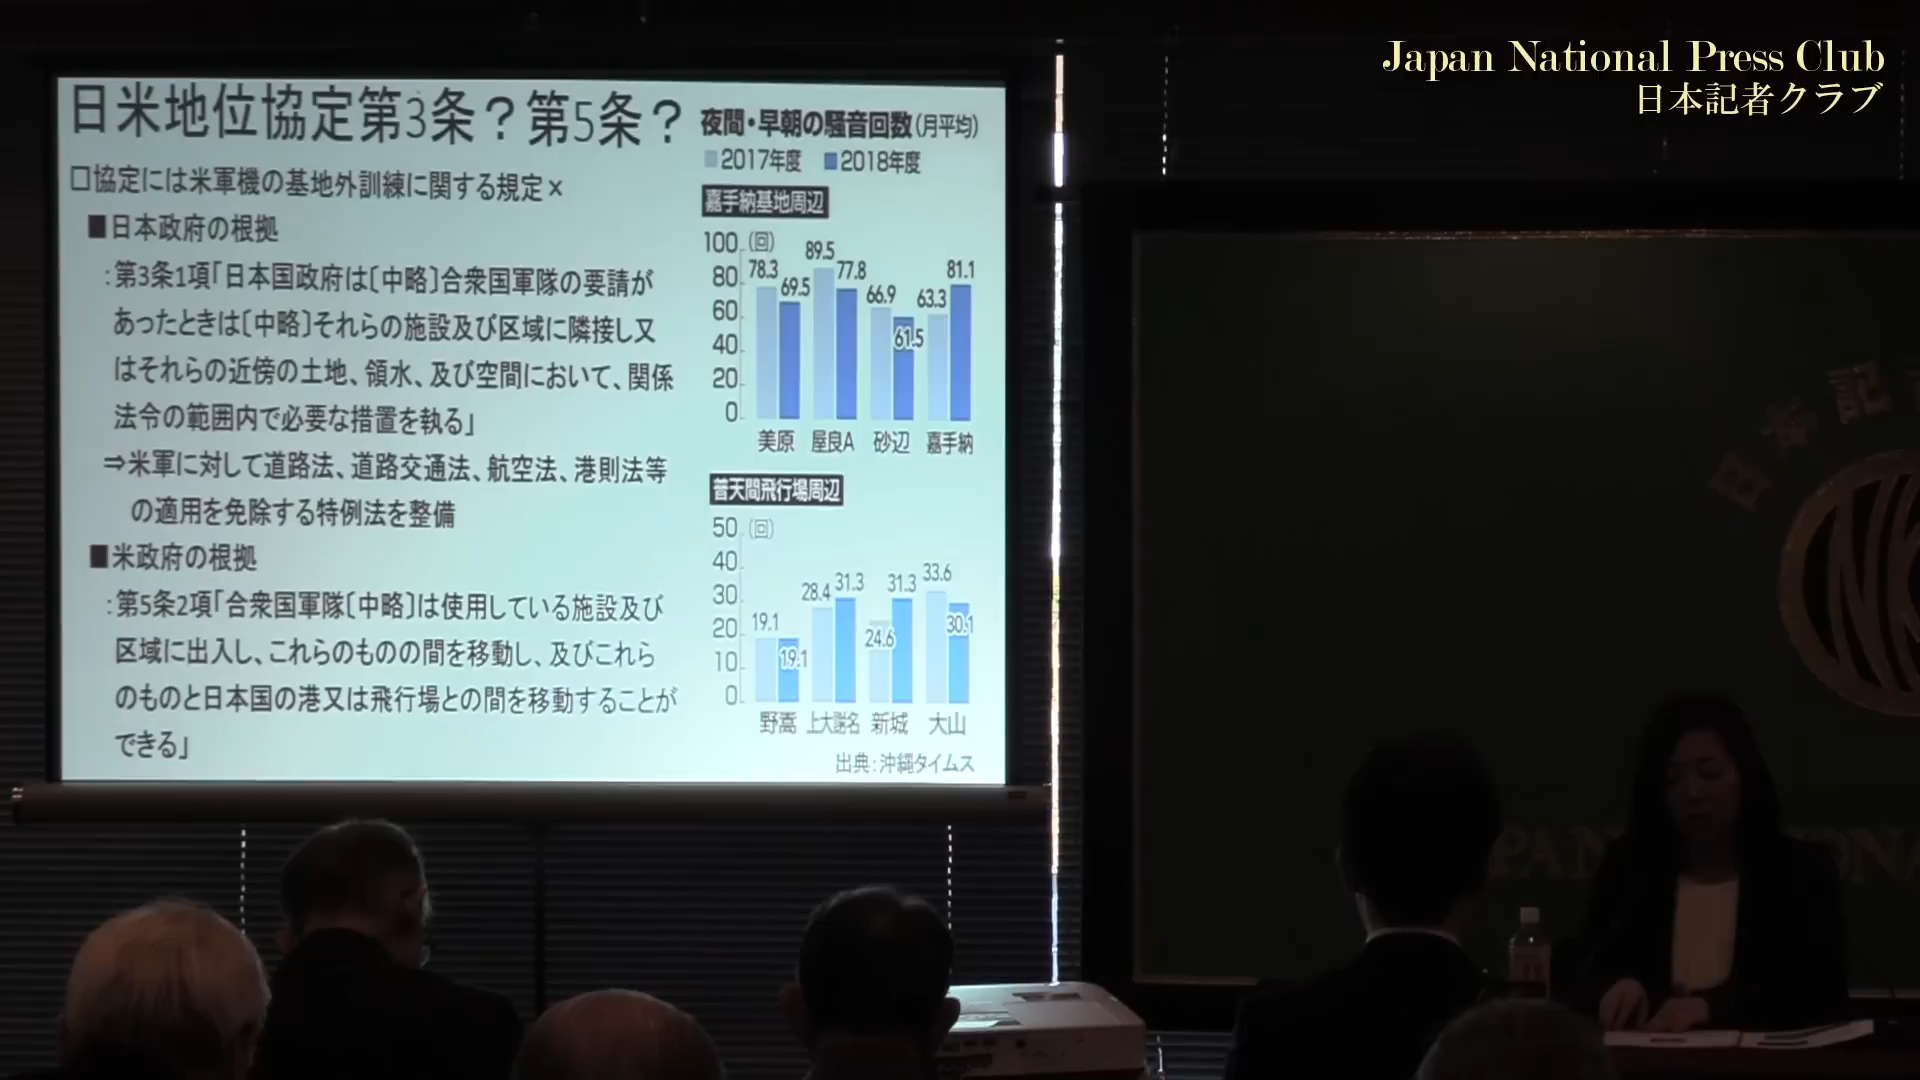 Japan National Press Club
日本記者クラブ
日米地位協定第3条？第5条？
□協定には米軍機の基地外訓練に関する規定×
■日本政府の根拠
：第3条1項「日本国政府は〔中略〕合衆国軍隊の要請が
あったときは〔中略〕それらの施設及び区域に隣接し又
はそれらの近傍の土地、領水、及び空間において、関係
法令の範囲内で必要な措置を執る」
⇒米軍に対して道路法、道路交通法、航空法、港則法等
の適用を免除する特例法を整備
■米政府の根拠
：第5条2項「合衆国軍隊〔中略〕は使用している施設及び
区域に出入し、これらのものの間を移動し、及びこれら
のものと日本国の港又は飛行場との間を移動することが
できる」
夜間・早朝の騒音回数(月平均)
2017年度 2018年度
嘉手納基地周辺
100(回)
80
60
40
20
0
78.3 69.5 89.5 77.8 66.9 61.5 63.3 81.1
美原 屋良A 砂辺 嘉手納
普天間飛行場周辺
50(回)
40
30
20
10
0
19.1 19.1 28.4 31.3 24.6 31.3 33.6 30.1
野嵩 上大謝名 新城 大山
出典：沖縄タイムス
日本記